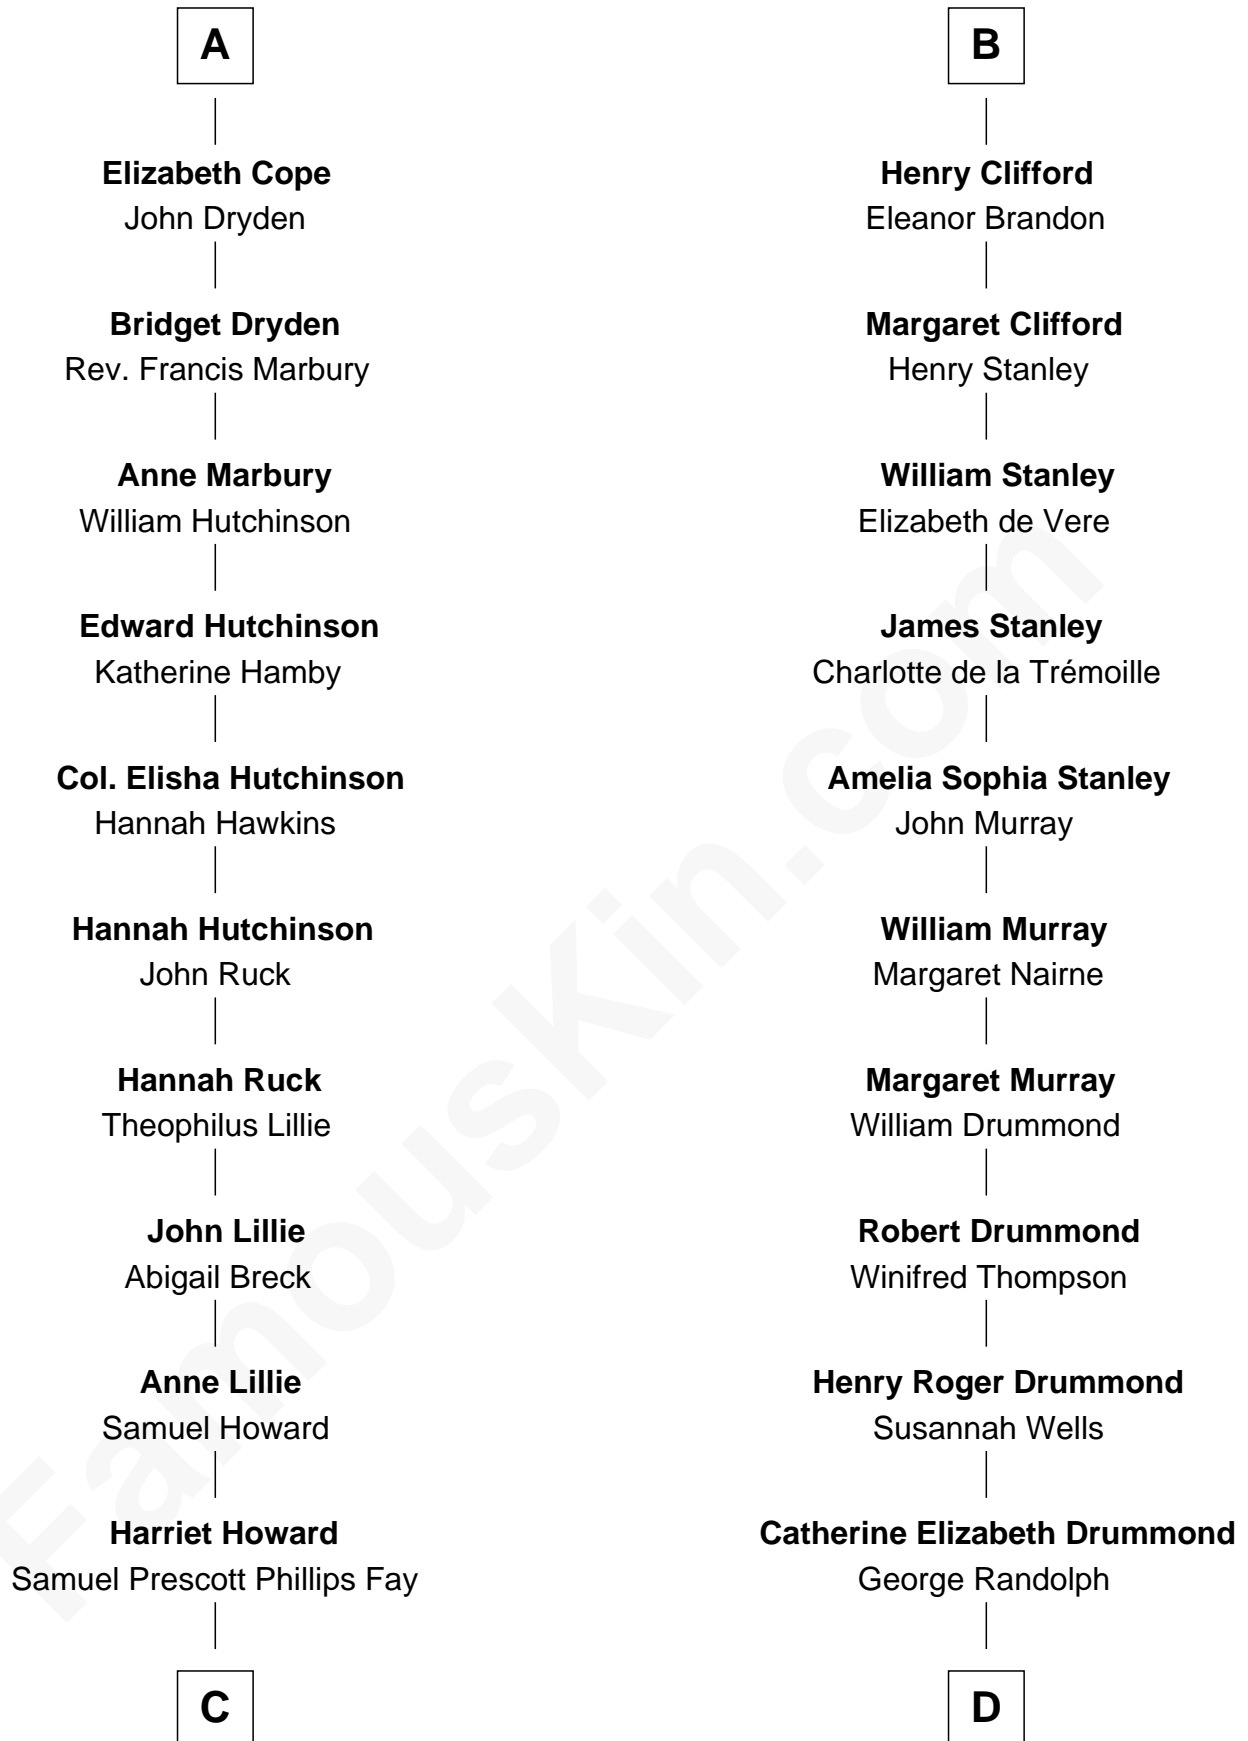 A
Elizabeth Cope
John Dryden
Bridget Dryden
Rev. Francis Marbury
Anne Marbury
William Hutchinson
Edward Hutchinson
Katherine Hamby
Col. Elisha Hutchinson
Hannah Hawkins
Hannah Hutchinson
John Ruck
Hannah Ruck
Theophilus Lillie
John Lillie
Abigail Breck
Anne Lillie
Samuel Howard
Harriet Howard
Samuel Prescott Phillips Fay
C
B
Henry Clifford
Eleanor Brandon
Margaret Clifford
Henry Stanley
William Stanley
Elizabeth de Vere
James Stanley
Charlotte de la Trémoille
Amelia Sophia Stanley
John Murray
William Murray
Margaret Nairne
Margaret Murray
William Drummond
Robert Drummond
Winifred Thompson
Henry Roger Drummond
Susannah Wells
Catherine Elizabeth Drummond
George Randolph
D
FamousKin.com